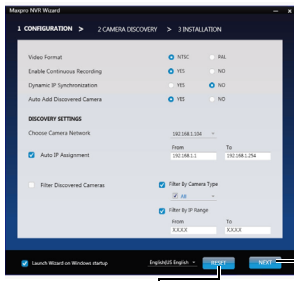 Maxpro NVR Wizard
1 CONFIGURATION > 2 CAMERA DISCOVERY > 3 INSTALLATION
Video Format NTSC PAL
Enable Continuous Recording YES NO
Dynamic IP Synchronization YES NO
Auto Add Discovered Camera YES NO
DISCOVERY SETTINGS
Choose Camera Network 192.168.1.104
From To
Auto IP Assignment 192.168.1.1 192.168.1.254
Filter Discovered Cameras Filter By Camera Type
All
Filter By IP Range
From To
X.X.X.X X.X.X.X
Launch Wizard on Windows startup English(US English RESET NEXT